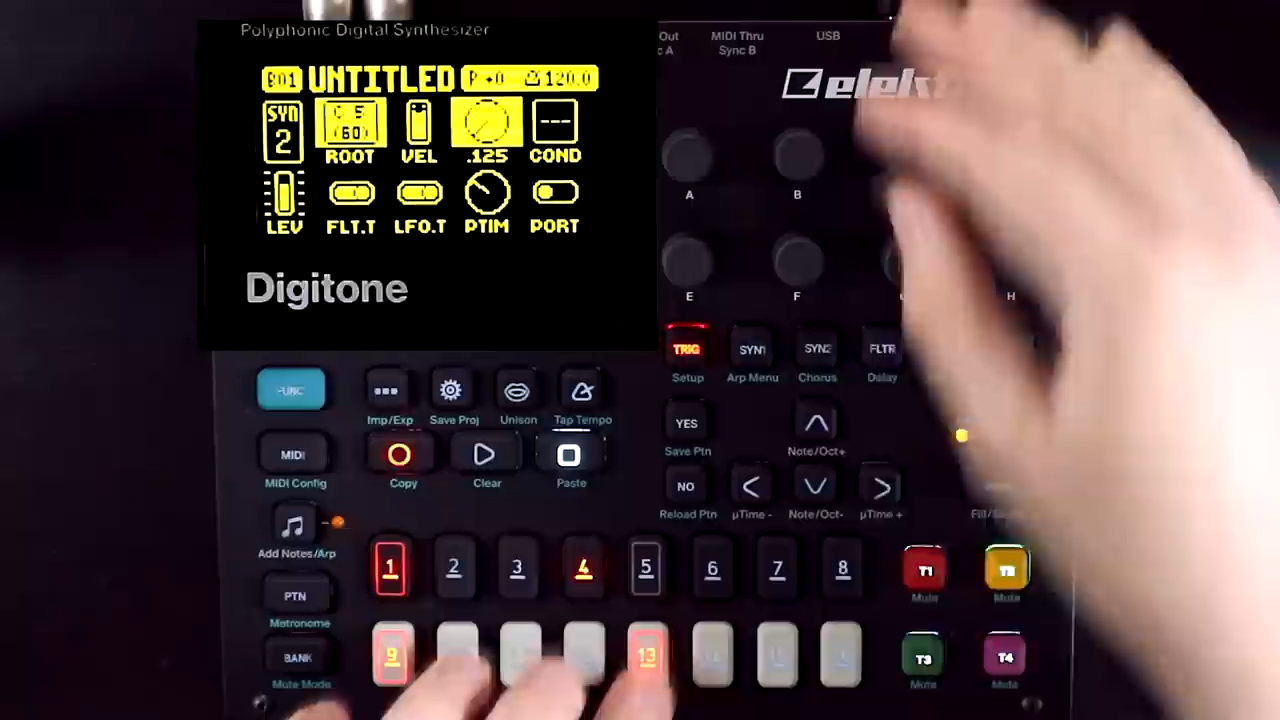 Polyphonic Digital Synthesizer
Out
MIDI Thru
USB
Sync B
B01 UNTITLED P +0 120.0
SYN
2
C 5
(60)
---
ROOT VEL .125 COND
LEV FLT.T LFO.T PTIM PORT
Digitone
A B
E F H
TRIG SYN1 SYN2 FLTR
Setup Arp Menu Chorus Delay
FUNC
Imp/Exp Save Proj Unison Tap Tempo
YES
Save Ptn Note/Oct+
MIDI
MIDI Config Copy Clear Paste
NO
Reload Ptn µTime - Note/Oct- µTime +
Add Notes/Arp
1 2 3 4 5 6 7 8
T1 T2
Mute Mute
PTN
Metronome
BANK
Mute Mode
9 13
T3 T4
Mute Mute